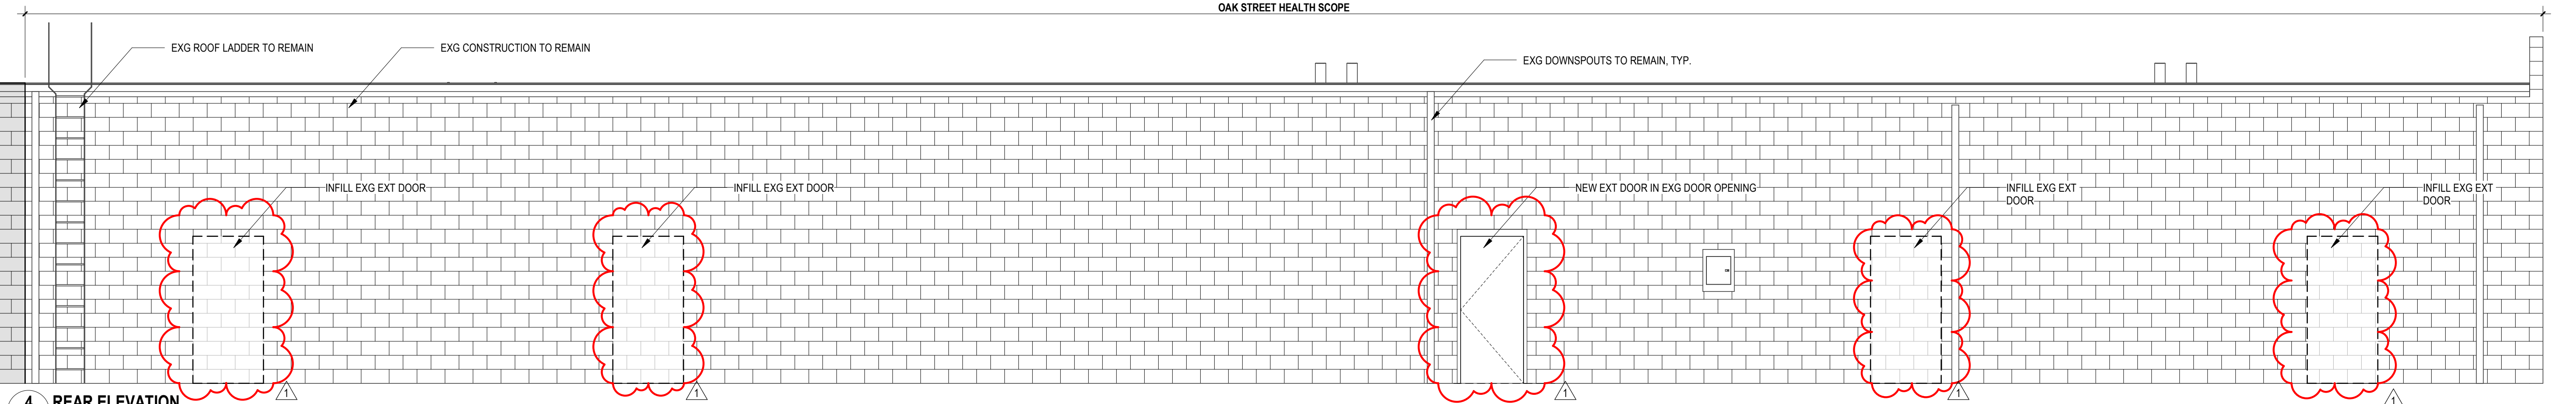 OAK STREET HEALTH SCOPE
EXG ROOF LADDER TO REMAIN
EXG CONSTRUCTION TO REMAIN
EXG DOWNSPOUTS TO REMAIN, TYP.
INFILL EXG EXT DOOR
INFILL EXG EXT DOOR
NEW EXT DOOR IN EXG DOOR OPENING
INFILL EXG EXT
DOOR
INFILL EXG EXT
DOOR
1
1
1
1
1
4
REAR ELEVATION